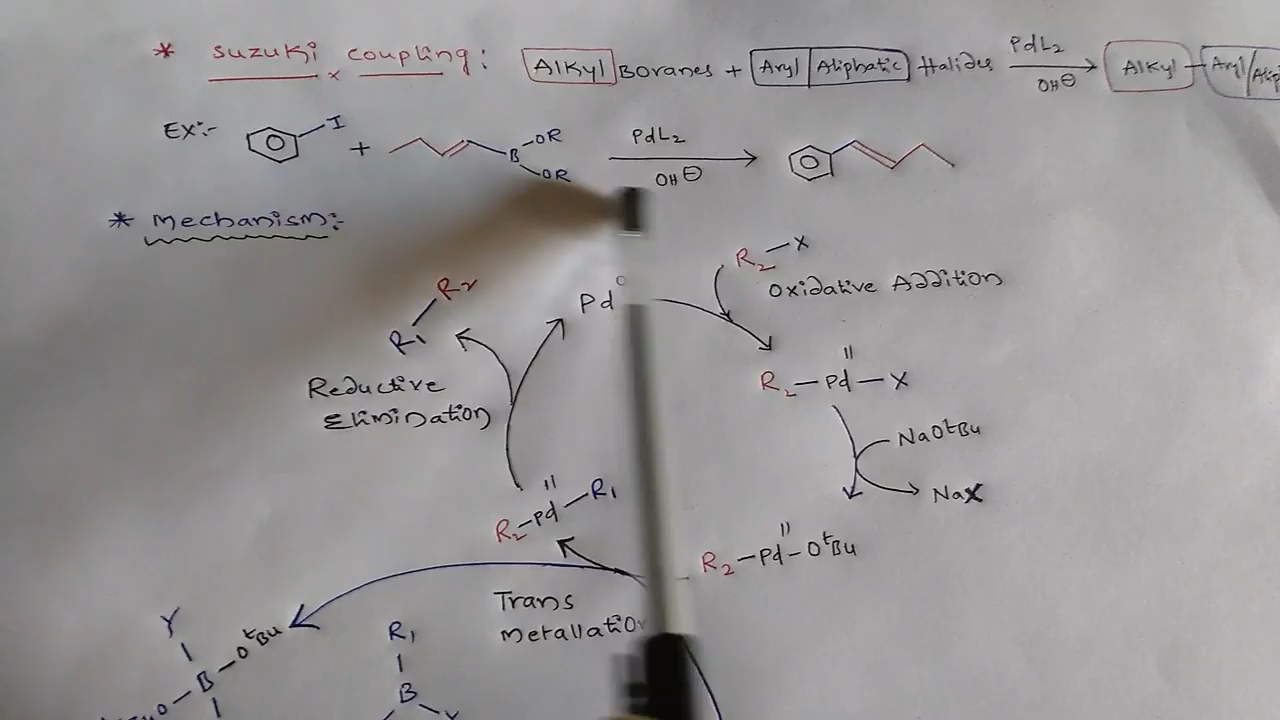 * Suzuki coupling: Alkyl Boranes + Aryl Aliphatic Halides PdL2 OH⊖ Alkyl - Aryl/
Ex:- I + B OR OR PdL2 OH⊖
* Mechanism:-
R2-X
Oxidative Addition
Pd0
R1 R2
Reductive
Elimination
R2-Pd-X II
NaOtBu
NaX
R2-Pd-R1 II
R2-Pd-OtBu II
Trans
Metallation
Y
B-OtBu
R1
B
Y